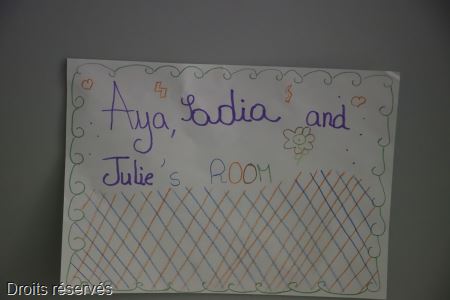 Aya, Sadia and
Julie's ROOM
Droits réservés